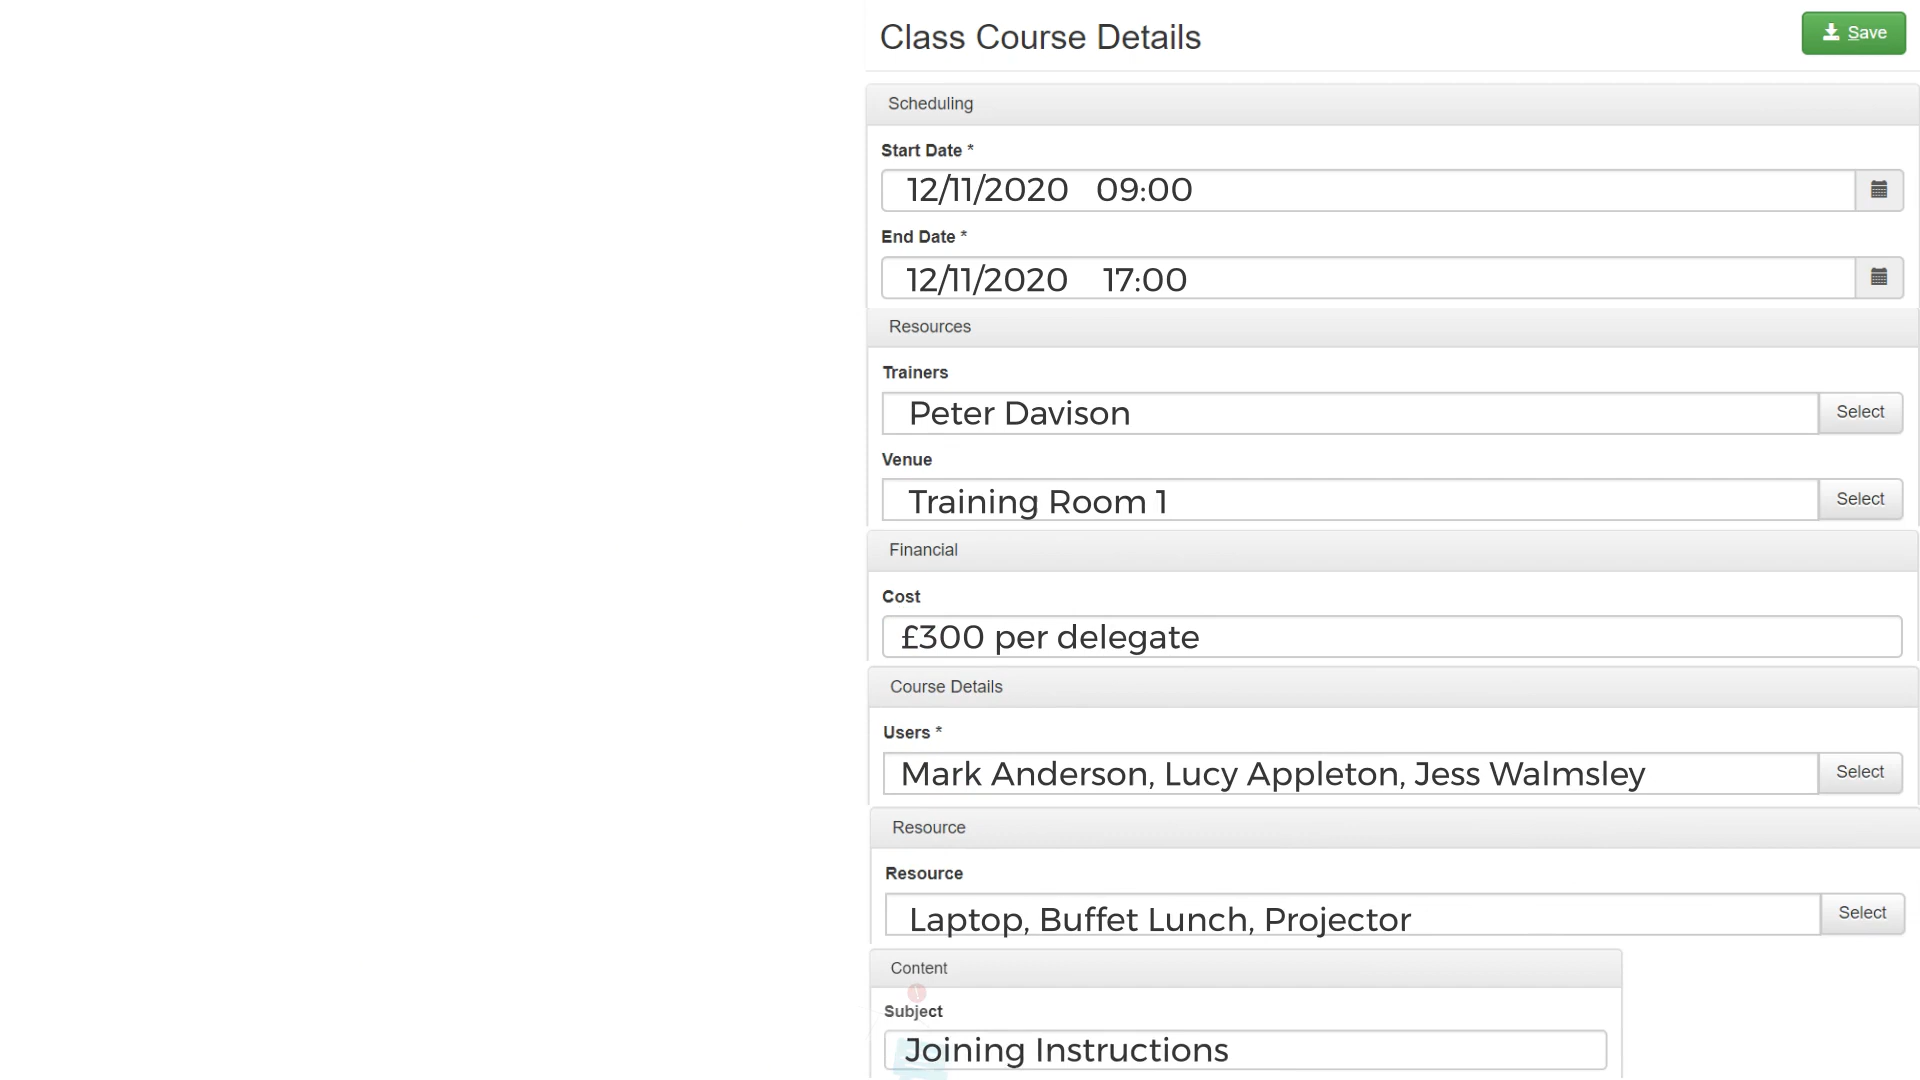 Class Course Details
Save
Scheduling
Start Date *
12/11/2020 09:00
End Date *
12/11/2020 17:00
Resources
Trainers
Peter Davison
Select
Venue
Training Room 1
Select
Financial
Cost
£300 per delegate
Course Details
Users *
Mark Anderson, Lucy Appleton, Jess Walmsley
Select
Resource
Resource
Laptop, Buffet Lunch, Projector
Select
Content
Subject
Joining Instructions